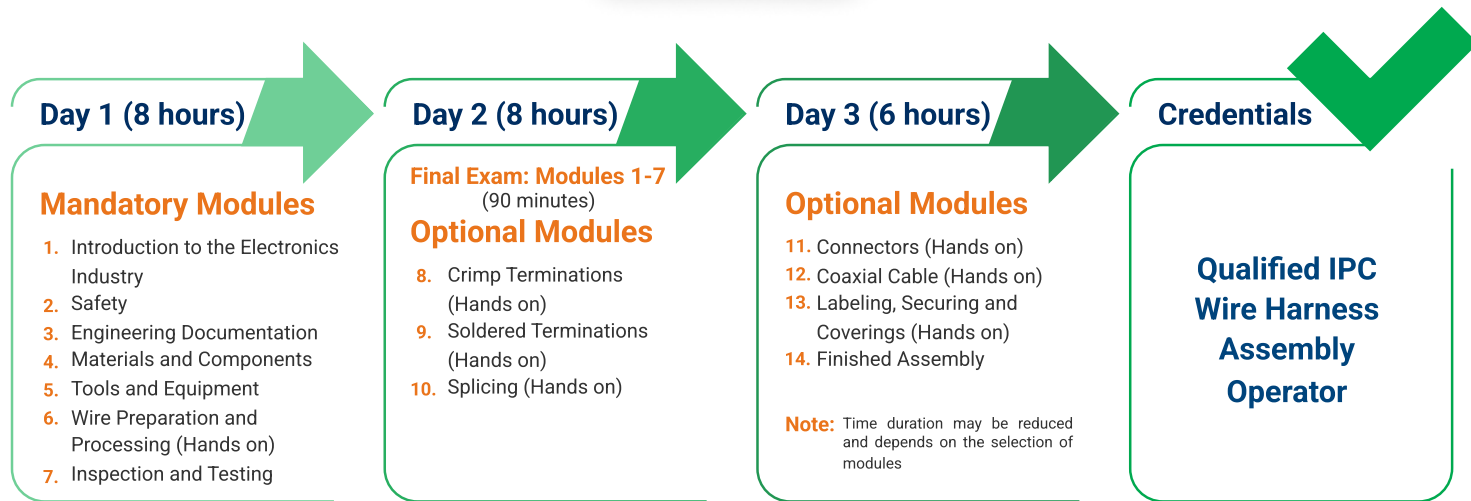 Day 1 (8 hours)
Mandatory Modules
1. Introduction to the Electronics
Industry
2. Safety
3. Engineering Documentation
4. Materials and Components
5. Tools and Equipment
6. Wire Preparation and
Processing (Hands on)
7. Inspection and Testing
Day 2 (8 hours)
Final Exam: Modules 1-7
(90 minutes)
Optional Modules
8. Crimp Terminations
(Hands on)
9. Soldered Terminations
(Hands on)
10. Splicing (Hands on)
Day 3 (6 hours)
Optional Modules
11. Connectors (Hands on)
12. Coaxial Cable (Hands on)
13. Labeling, Securing and
Coverings (Hands on)
14. Finished Assembly
Note: Time duration may be reduced
and depends on the selection of
modules
Credentials
Qualified IPC
Wire Harness
Assembly
Operator